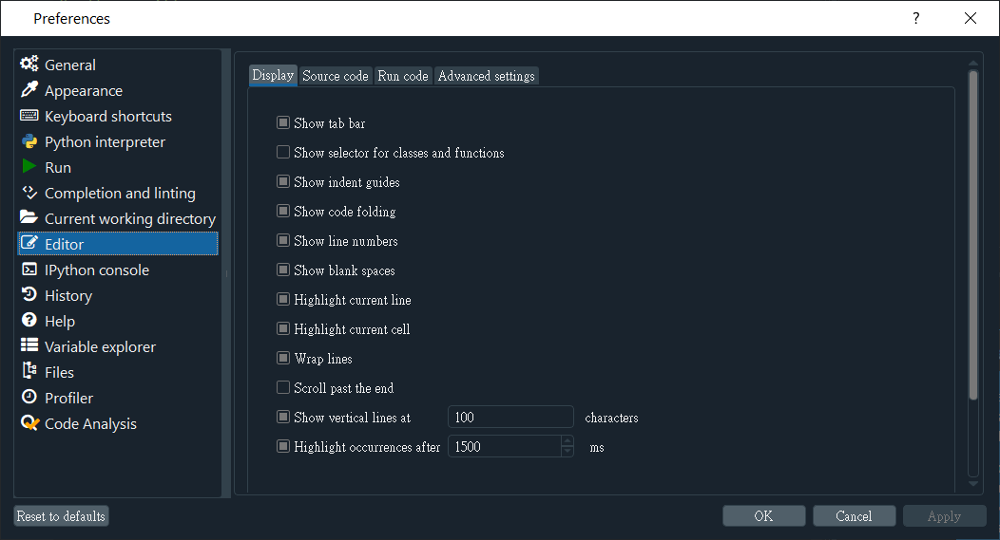 Preferences
?
General
Appearance
Keyboard shortcuts
Python interpreter
Run
Completion and linting
Current working directory
Editor
IPython console
History
Help
Variable explorer
Files
Profiler
Code Analysis
Display Source code Run code Advanced settings
Show tab bar
Show selector for classes and functions
Show indent guides
Show code folding
Show line numbers
Show blank spaces
Highlight current line
Highlight current cell
Wrap lines
Scroll past the end
Show vertical lines at 100 characters
Highlight occurrences after 1500 ms
Reset to defaults OK Cancel Apply